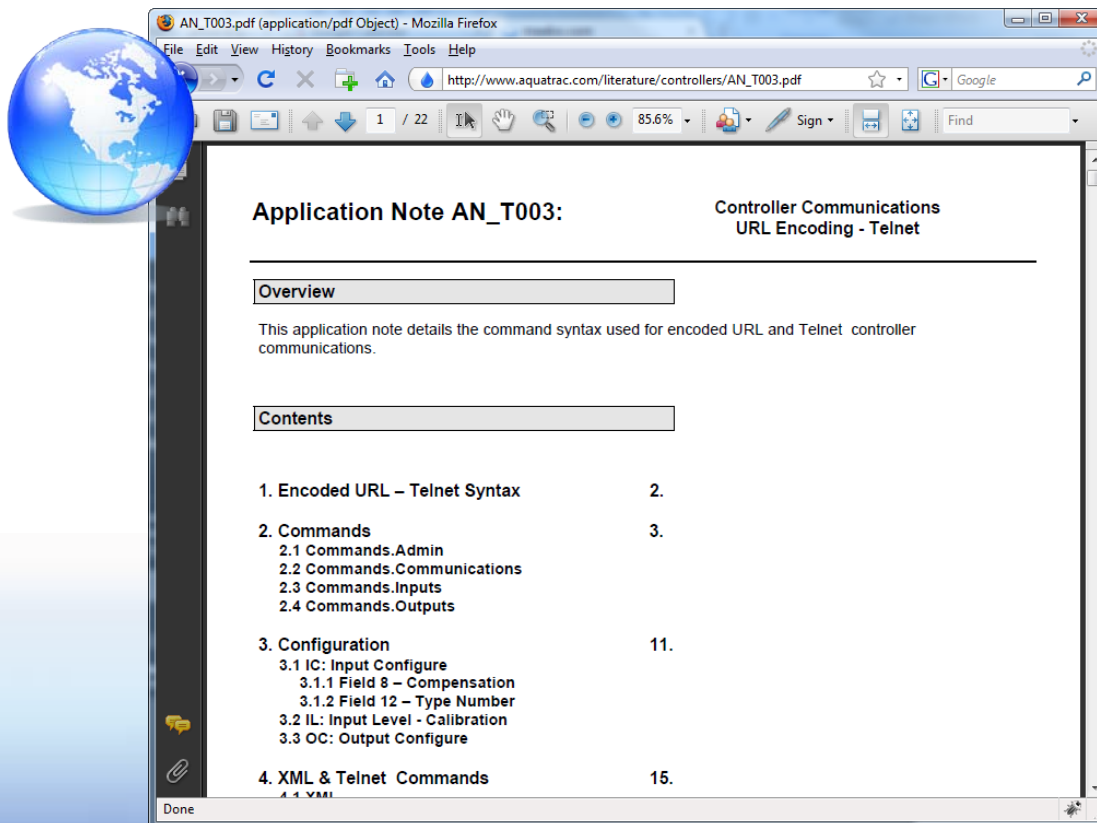 AN_T003.pdf (application/pdf Object) - Mozilla Firefox
File Edit View History Bookmarks Tools Help
http://www.aquatrac.com/literature/controllers/AN_T003.pdf
G Google
1 / 22
85.6%
Sign
Find
Application Note AN_T003:
Controller Communications
URL Encoding - Telnet
Overview
This application note details the command syntax used for encoded URL and Telnet controller
communications.
Contents
1. Encoded URL – Telnet Syntax 2.
2. Commands 3.
2.1 Commands.Admin
2.2 Commands.Communications
2.3 Commands.Inputs
2.4 Commands.Outputs
3. Configuration 11.
3.1 IC: Input Configure
3.1.1 Field 8 – Compensation
3.1.2 Field 12 – Type Number
3.2 IL: Input Level - Calibration
3.3 OC: Output Configure
4. XML & Telnet Commands 15.
4.1 XML
Done